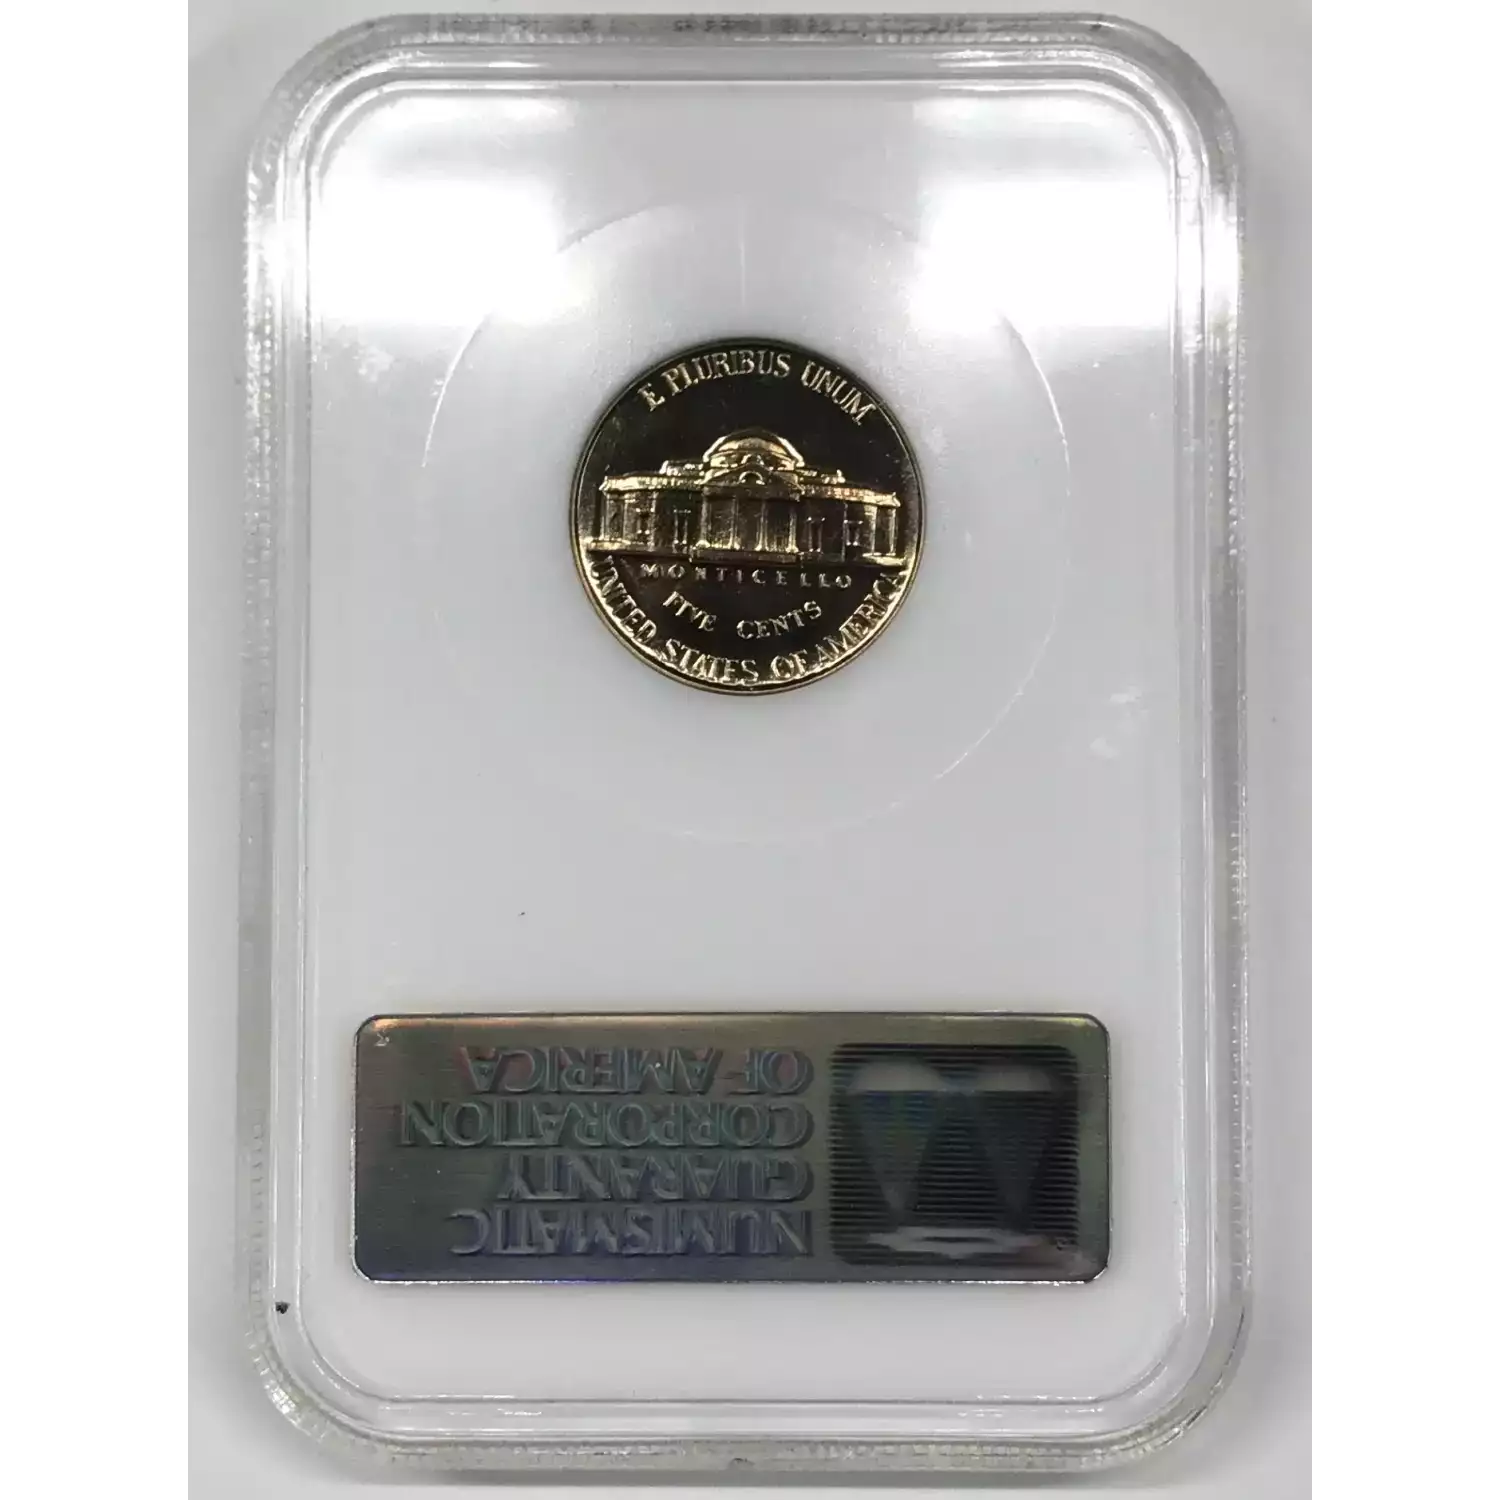 E PLURIBUS UNUM
MONTICELLO
FIVE CENTS
UNITED STATES OF AMERICA
NUMISMATIC
GUARANTY
CORPORATION
OF AMERICA